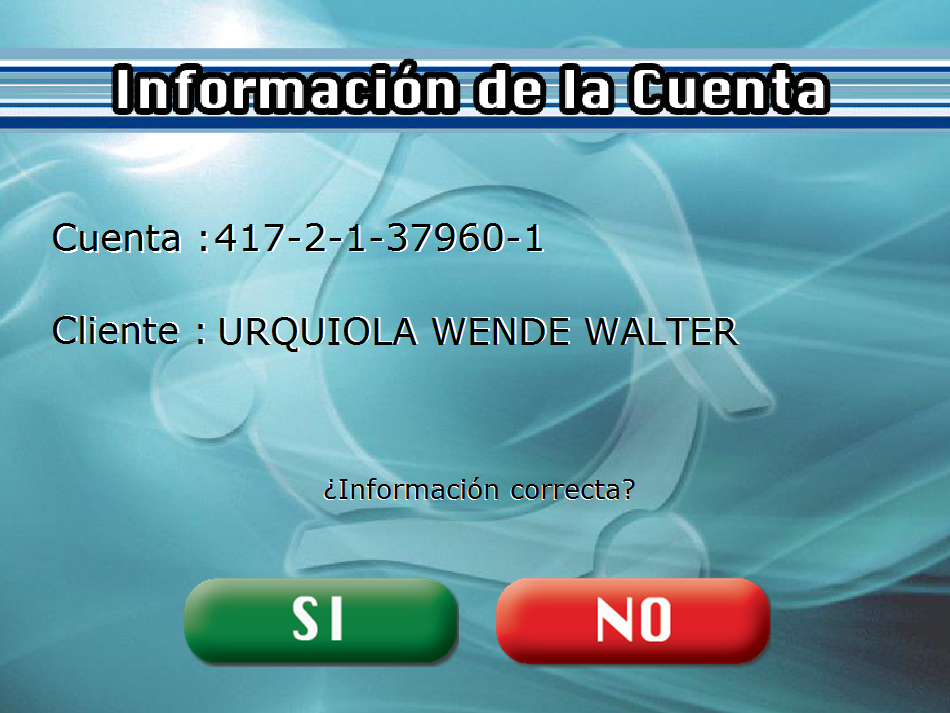 Información de la Cuenta
Cuenta :417-2-1-37960-1
Cliente : URQUIOLA WENDE WALTER
¿Información correcta?
SI NO